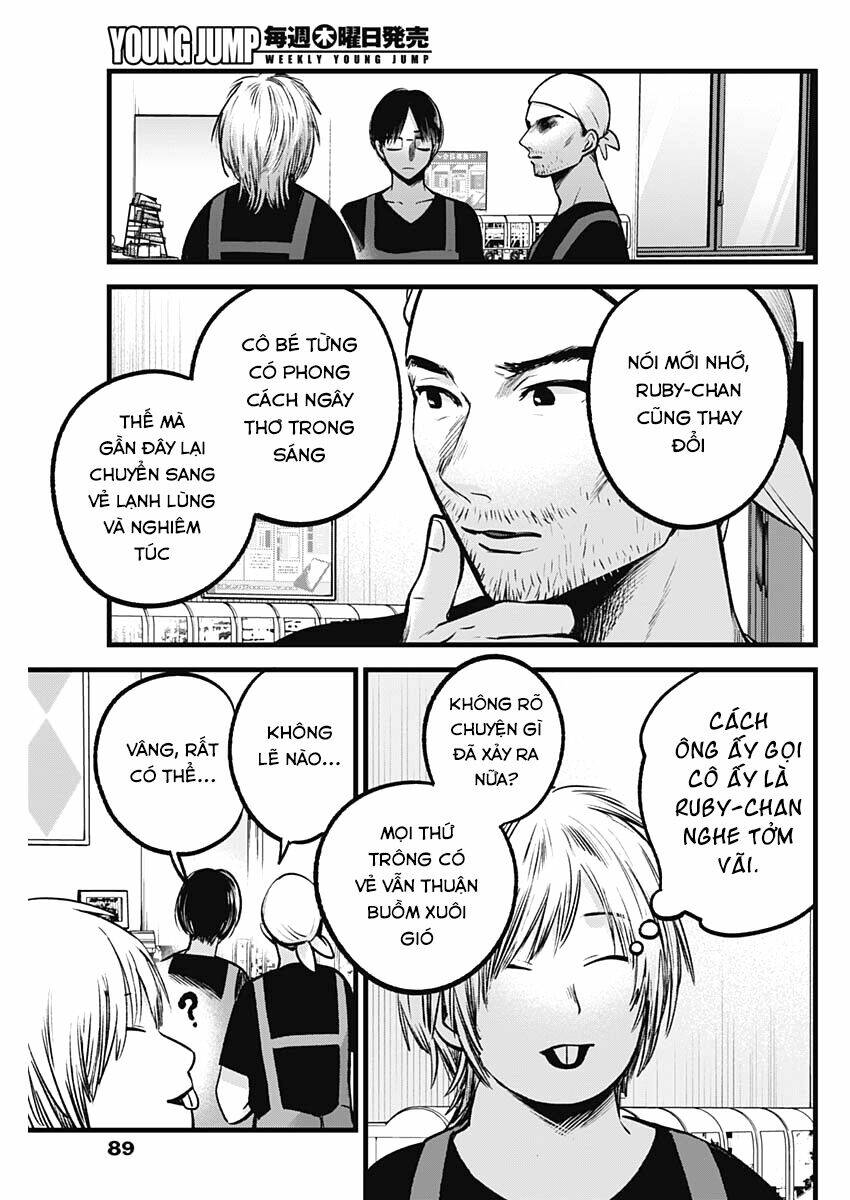 YOUNG JUMP 毎週木曜日発売
WEEKLY YOUNG JUMP
NÓI MỚI NHỚ,
RUBY-CHAN
CŨNG THAY
ĐỔI
CÔ BÉ TỪNG
CÓ PHONG
CÁCH NGÂY
THƠ TRONG
SÁNG
THẾ MÀ
GẦN ĐÂY LẠI
CHUYỂN SANG
VẺ LẠNH LÙNG
VÀ NGHIÊM
TÚC
CÁCH
ÔNG ẤY GỌI
CÔ ẤY LÀ
RUBY-CHAN
NGHE TỞM
VÃI.
KHÔNG RÕ
CHUYỆN GÌ
ĐÃ XẢY RA
NỮA?
MỌI THỨ
TRÔNG CÓ
VẺ VẪN THUẬN
BUỒM XUÔI
GIÓ
KHÔNG
LẼ NÀO...
VÂNG, RẤT
CÓ THỂ...
?
89